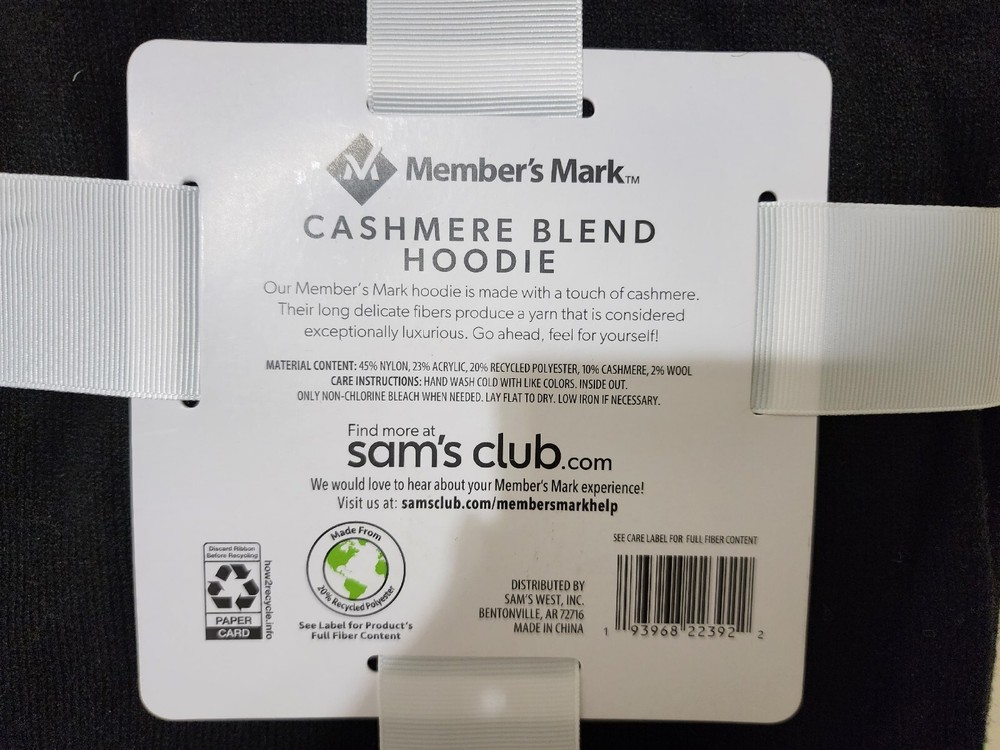 Member's Mark™
CASHMERE BLEND
HOODIE
Our Member's Mark hoodie is made with a touch of cashmere.
Their long delicate fibers produce a yarn that is considered
exceptionally luxurious. Go ahead, feel for yourself!
MATERIAL CONTENT: 45% NYLON, 23% ACRYLIC, 20% RECYCLED POLYESTER, 10% CASHMERE, 2% WOOL
CARE INSTRUCTIONS: HAND WASH COLD WITH LIKE COLORS. INSIDE OUT.
ONLY NON-CHLORINE BLEACH WHEN NEEDED. LAY FLAT TO DRY. LOW IRON IF NECESSARY.
Find more at
sam's club.com
We would love to hear about your Member's Mark experience!
Visit us at: samsclub.com/membersmarkhelp
Discard Ribbon
Before Recycling
PAPER
CARD
how2recycle.info
Made From
20% Recycled Polyester
See Label for Product's
Full Fiber Content
DISTRIBUTED BY
SAM'S WEST, INC.
BENTONVILLE, AR 72716
MADE IN CHINA
SEE CARE LABEL FOR FULL FIBER CONTENT
1 93968 22392 2